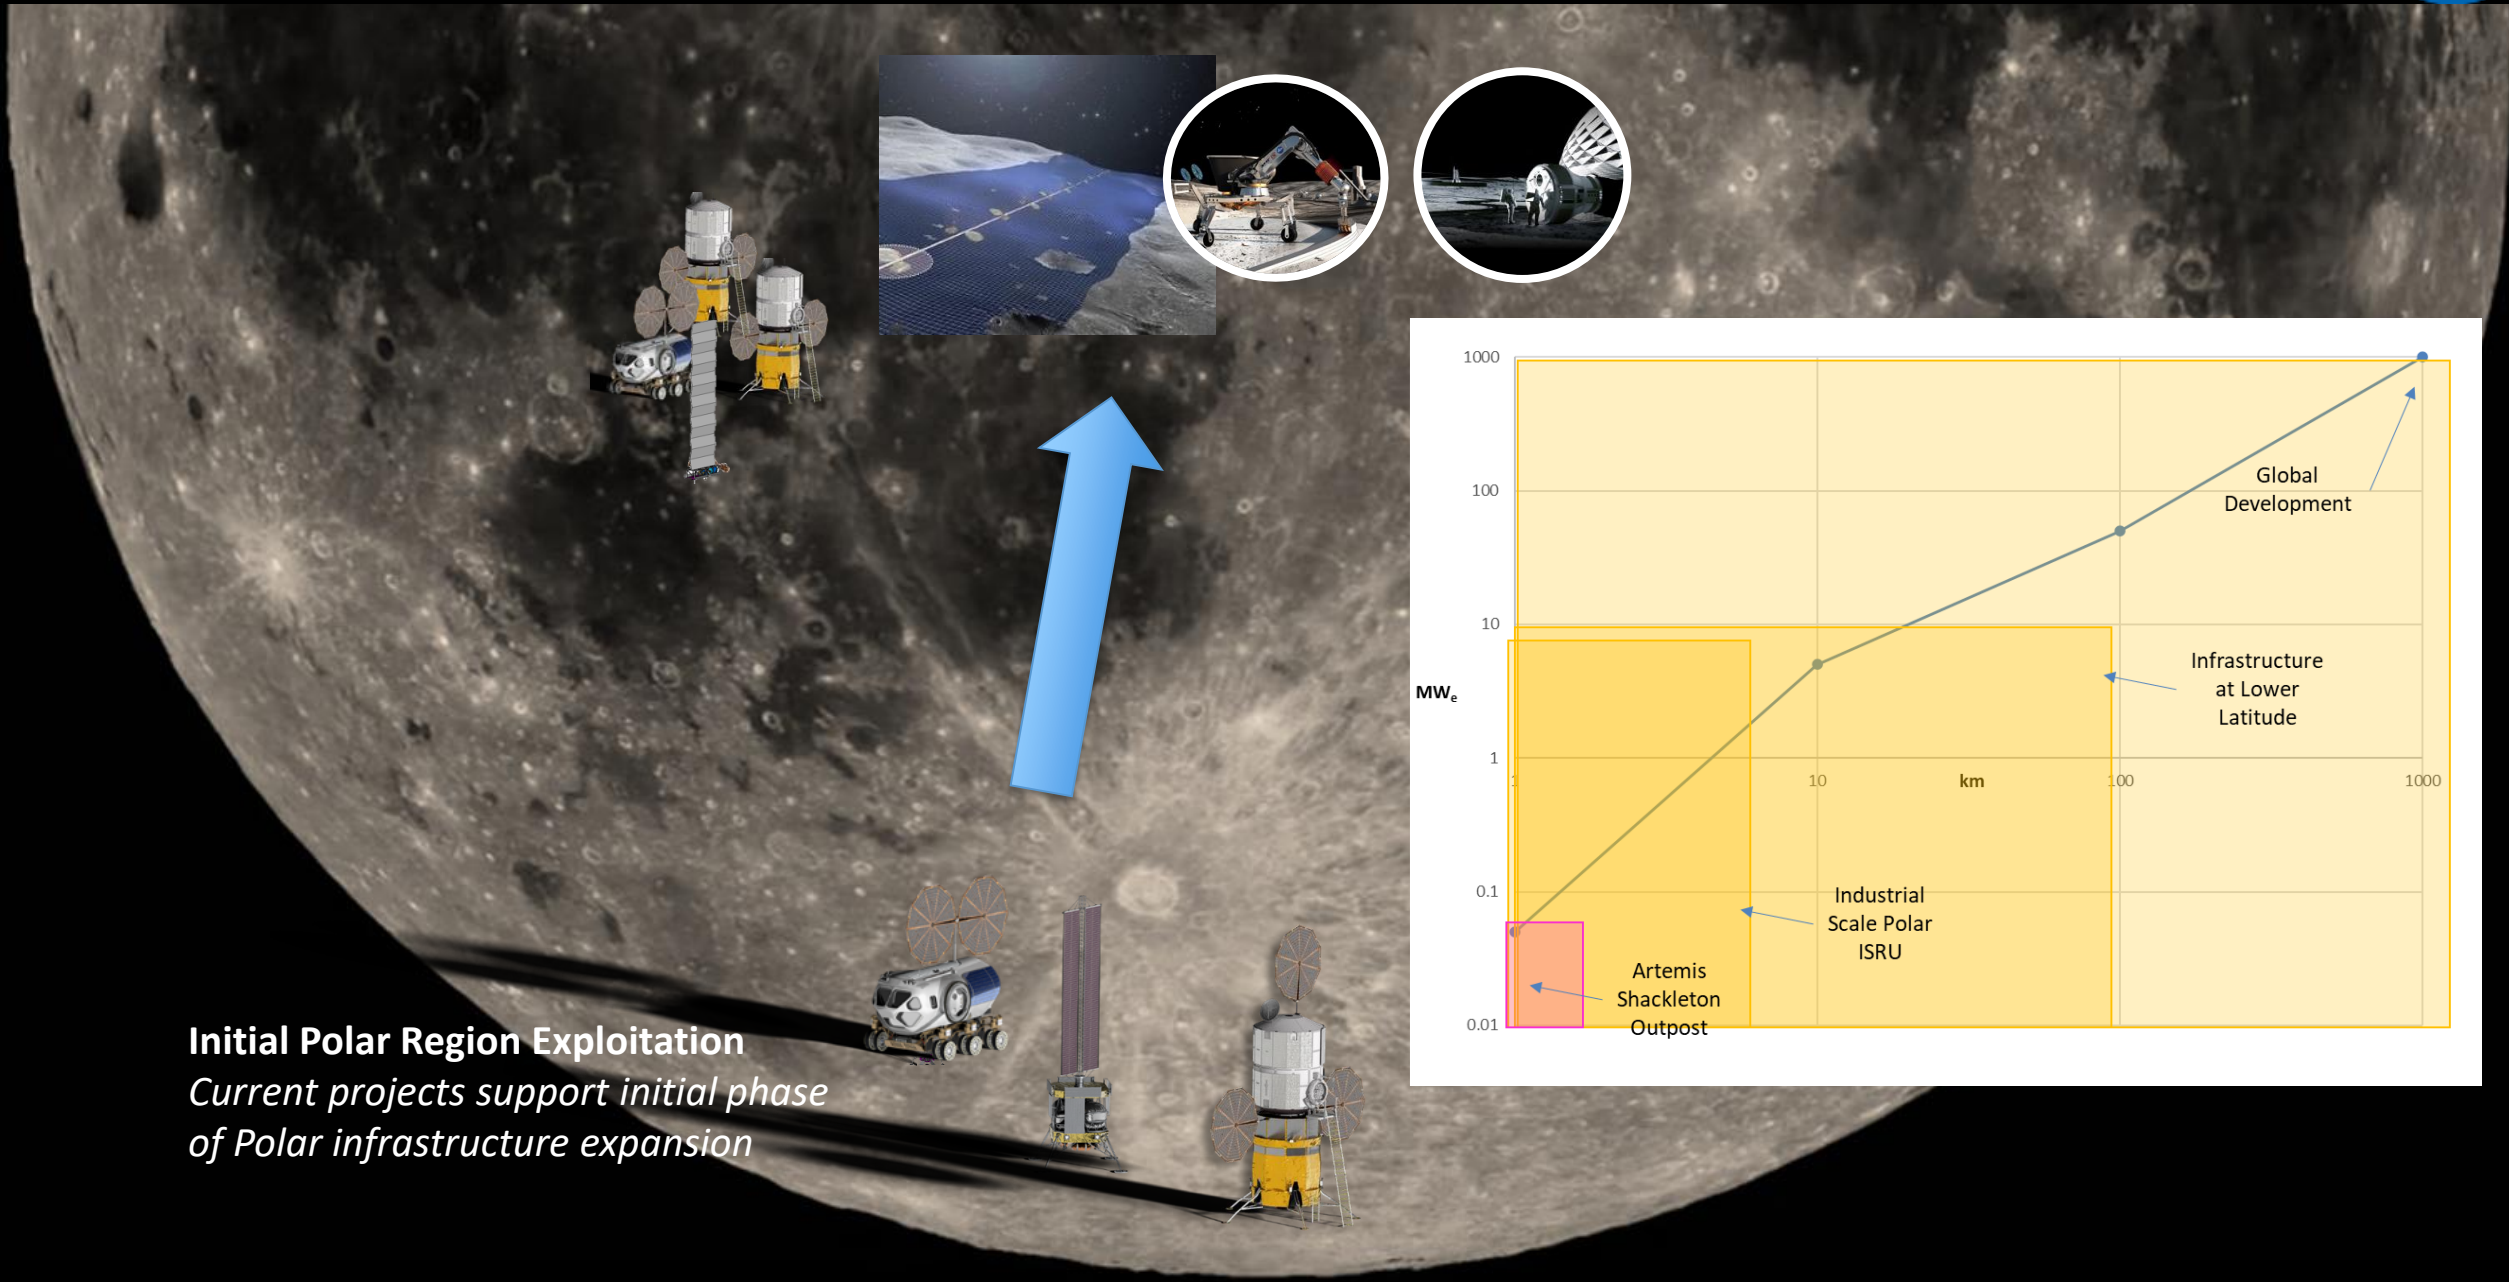 1000
100
10
1
0.1
0.01
MWe
1
10
km
100
1000
Global
Development
Infrastructure
at Lower
Latitude
Industrial
Scale Polar
ISRU
Artemis
Shackleton
Outpost
Initial Polar Region Exploitation
Current projects support initial phase
of Polar infrastructure expansion